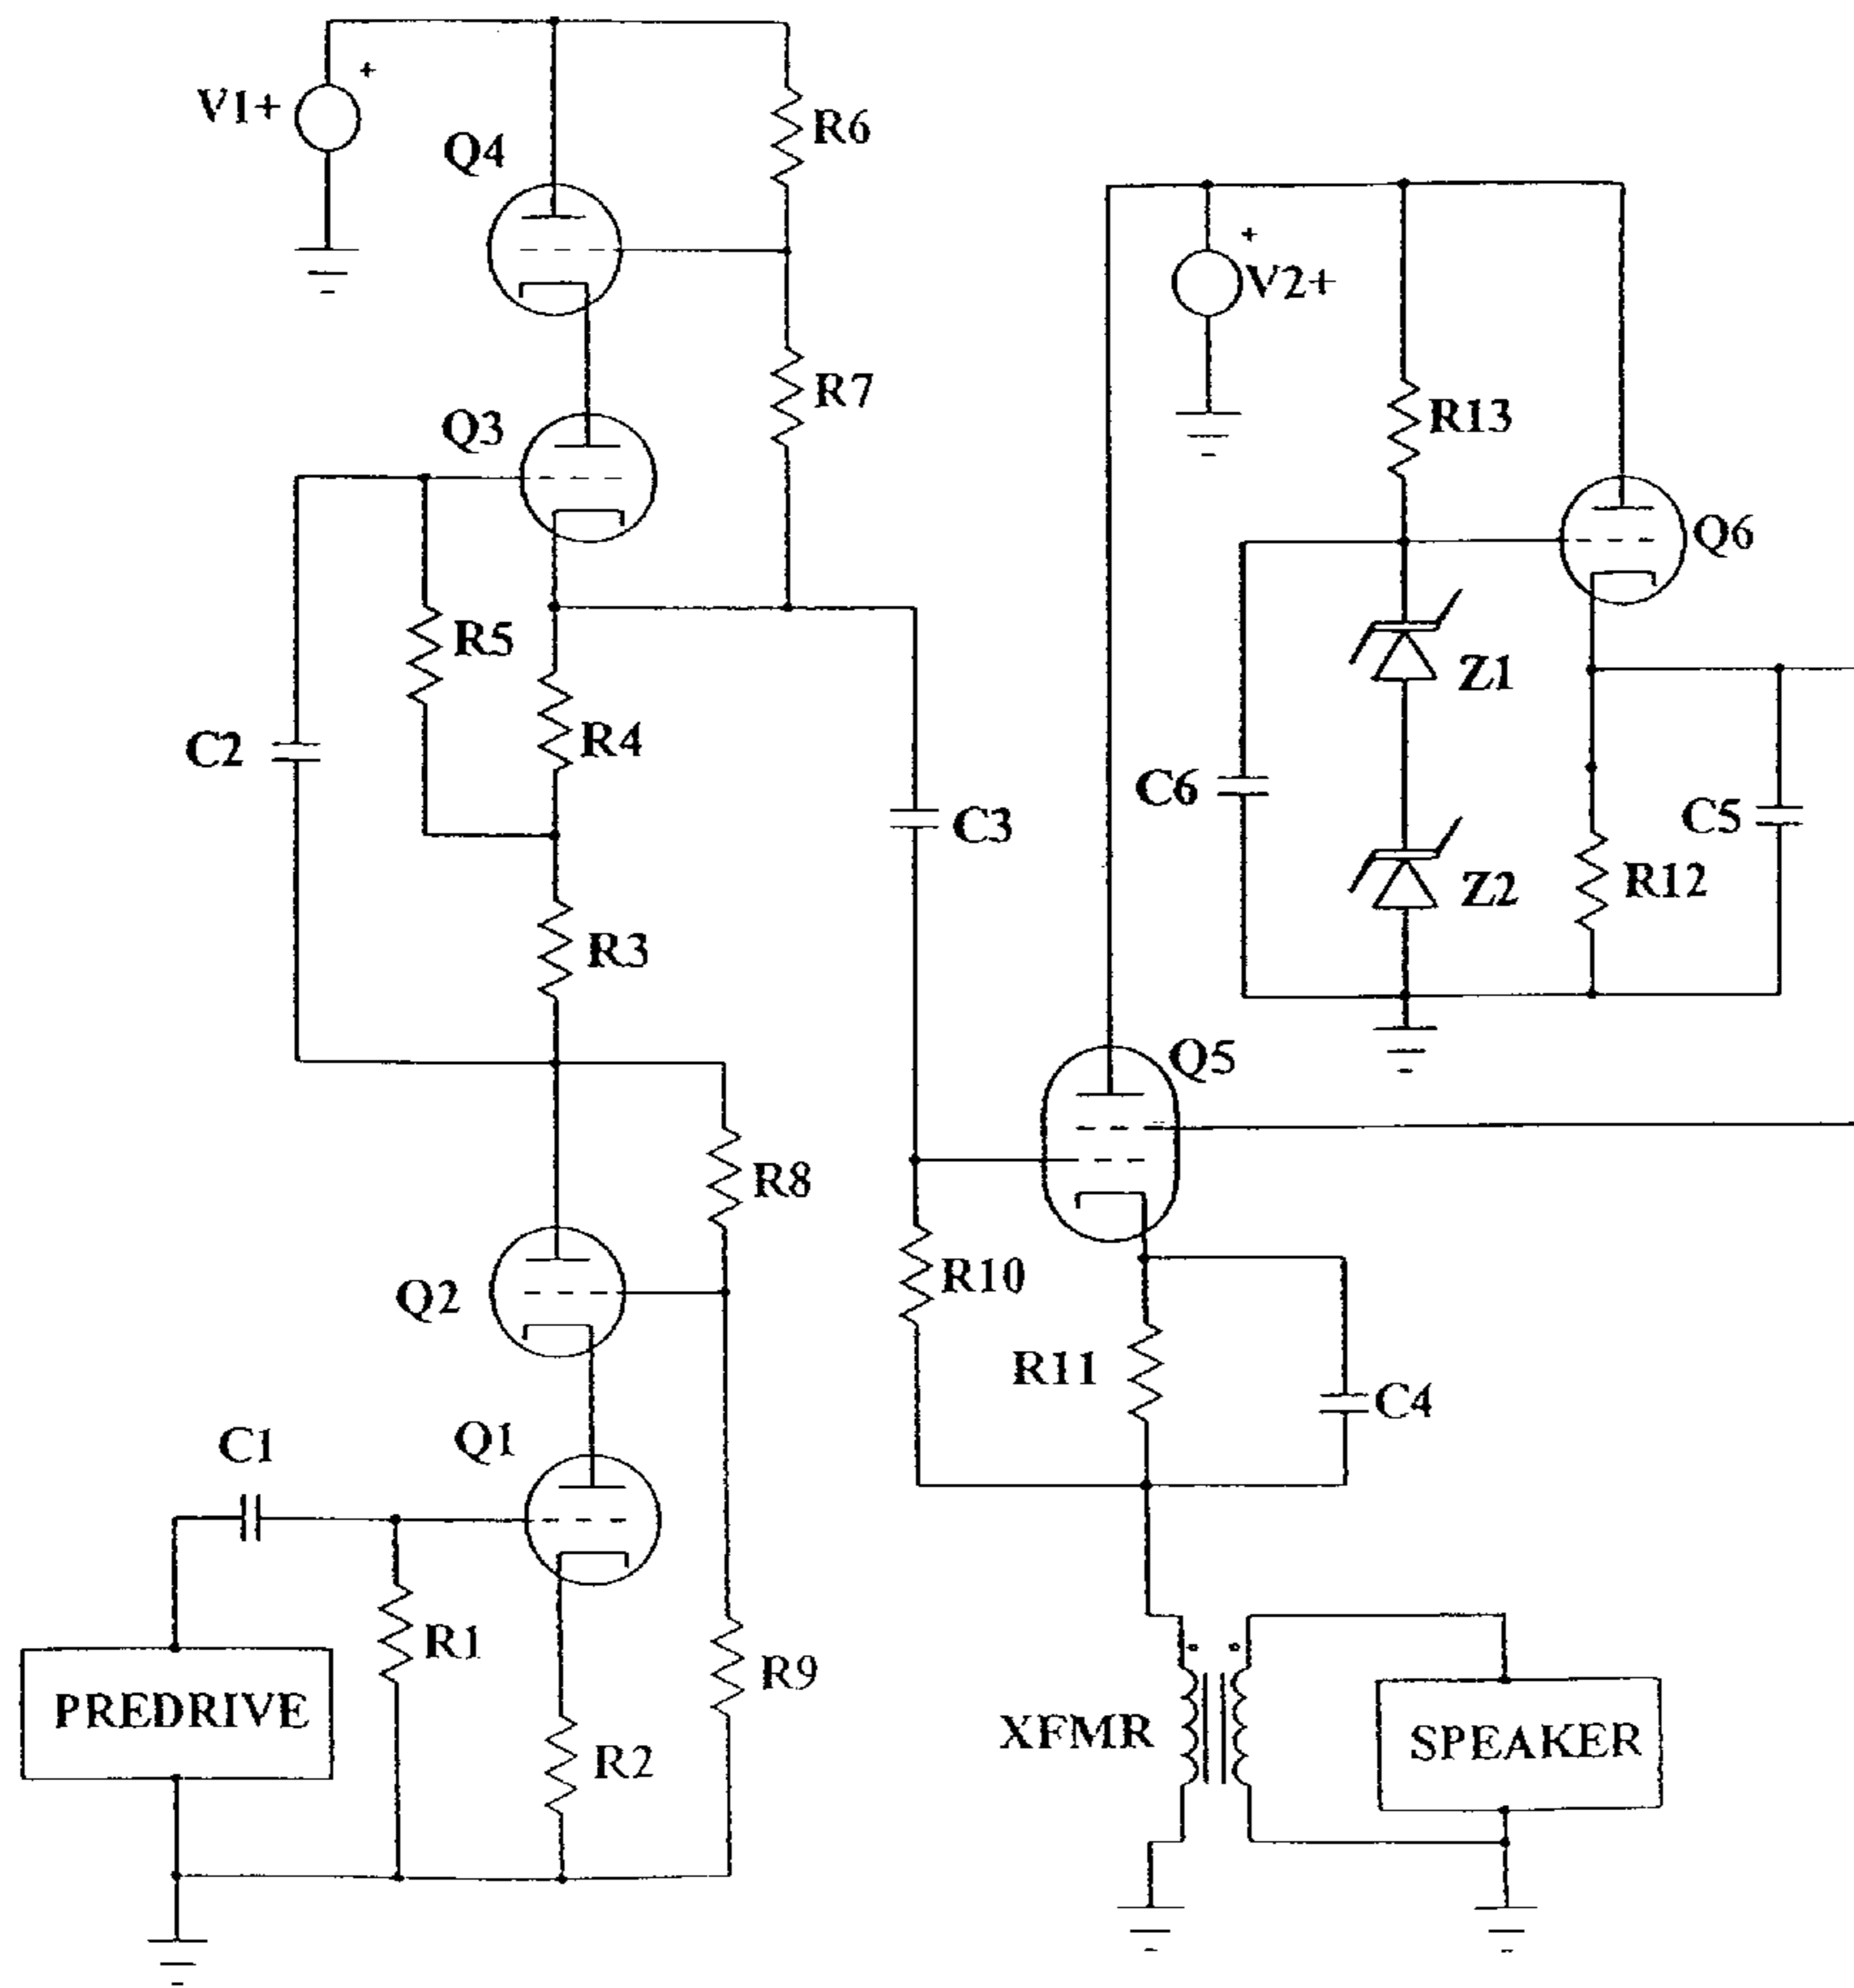 +
V1+
R6
Q4
+
V2+
R7
Q3
R13
Q6
R5
Z1
R4
C2
C6
C3
C5
R12
Z2
R3
Q5
R8
R10
Q2
R11
C4
Q1
C1
R1
R9
PREDRIVE
XFMR
SPEAKER
R2